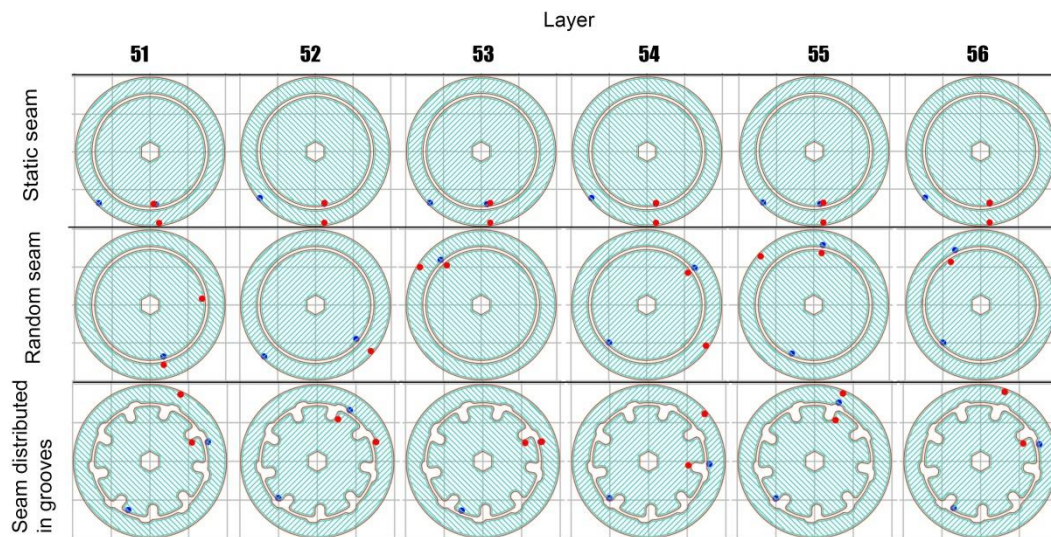 Layer
51 52 53 54 55 56
Static seam
Random seam
Seam distributed
in grooves